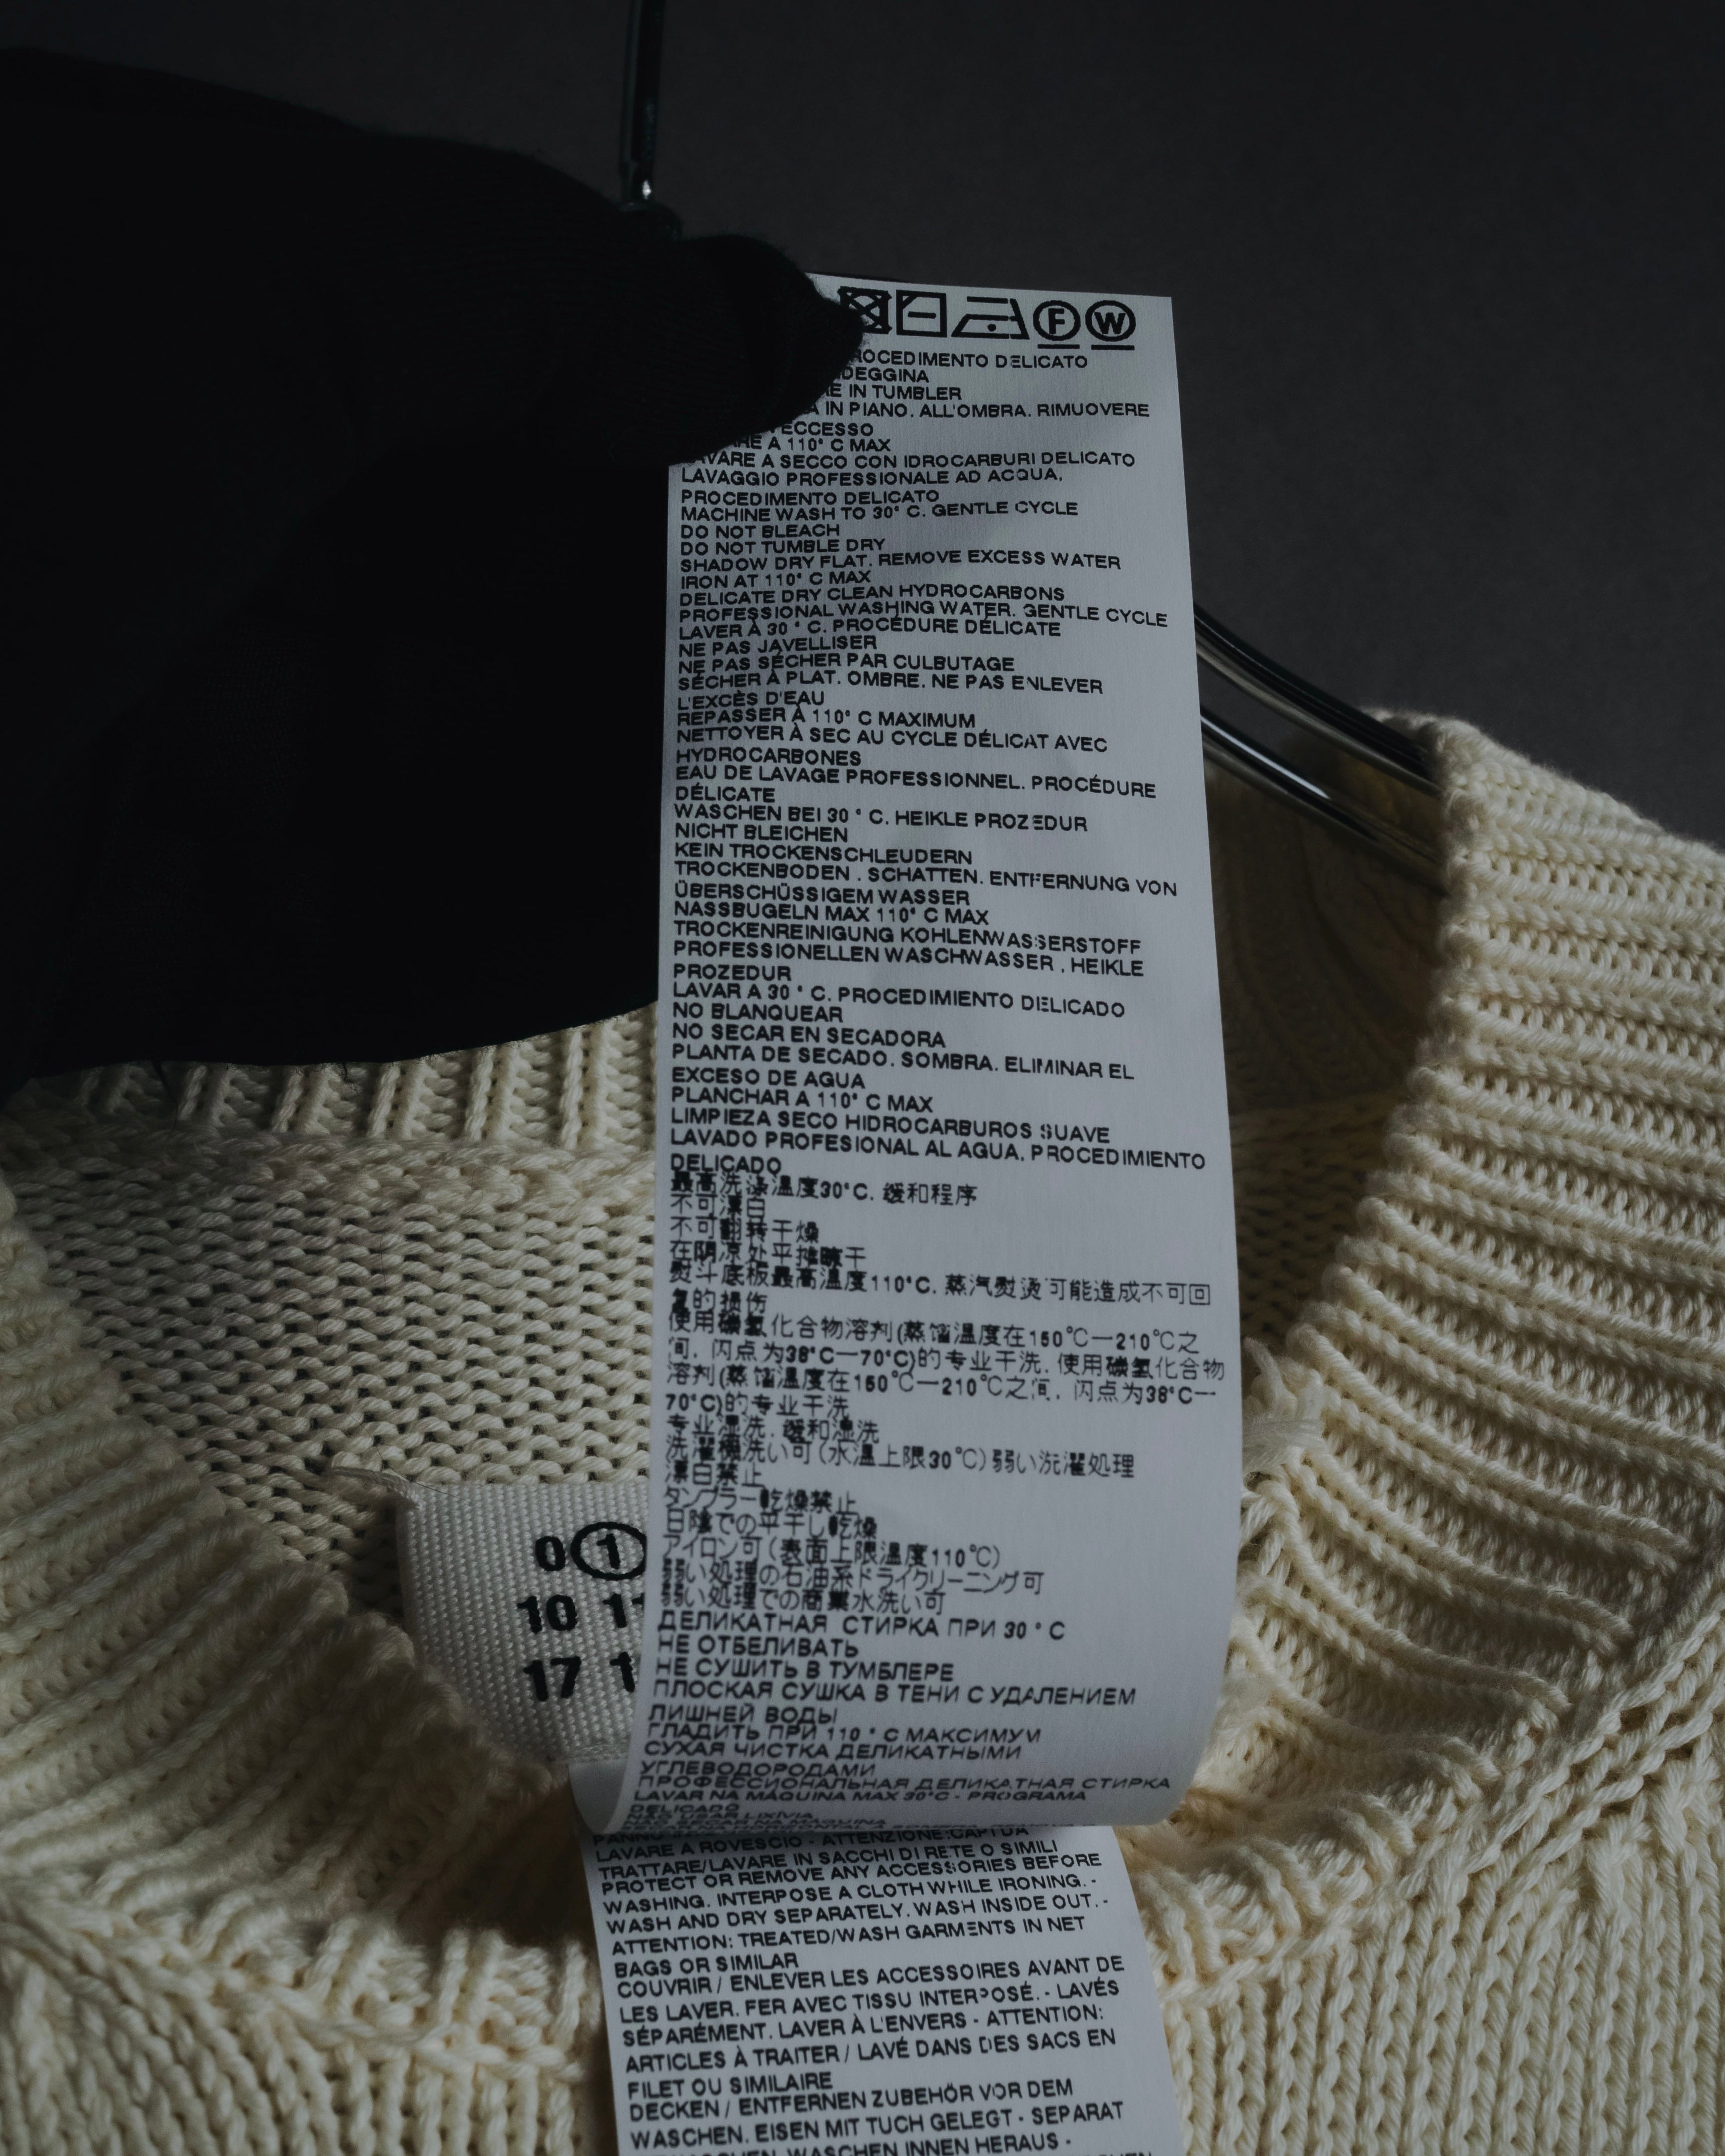 F W
DELICATO
IN TUMBLER
IN PIANO. ALL'OMBRA. RIMUOVERE
A 110° C MAX
A SECCO CON IDROCARBURI DELICATO
LAVAGGIO PROFESSIONALE AD ACQUA,
PROCEDIMENTO DELICATO
MACHINE WASH TO 30° C. GENTLE CYCLE
DO NOT BLEACH
DO NOT TUMBLE DRY
SHADOW DRY FLAT. REMOVE EXCESS WATER
IRON AT 110° C MAX
DELICATE DRY CLEAN HYDROCARBONS
PROFESSIONAL WASHING WATER. GENTLE CYCLE
LAVER À 30 ° C. PROCÉDURE DÉLICATE
NE PAS JAVELLISER
NE PAS SÉCHER PAR CULBUTAGE
SÉCHER À PLAT. OMBRE. NE PAS ENLEVER
L'EXCÈS D'EAU
REPASSER À 110° C MAXIMUM
NETTOYER À SEC AU CYCLE DÉLICAT AVEC
HYDROCARBONES
EAU DE LAVAGE PROFESSIONNEL. PROCÉDURE
DÉLICATE
WASCHEN BEI 30 ° C. HEIKLE PROZEDUR
NICHT BLEICHEN
KEIN TROCKENSCHLEUDERN
TROCKENBODEN . SCHATTEN. ENTFERNUNG VON
ÜBERSCHÜSSIGEM WASSER
NASSBUGELN MAX 110° C MAX
TROCKENREINIGUNG KOHLENWASSERSTOFF
PROFESSIONELLEN WASCHWASSER . HEIKLE
PROZEDUR
LAVAR A 30 ° C. PROCEDIMIENTO DELICADO
NO BLANQUEAR
NO SECAR EN SECADORA
PLANTA DE SECADO. SOMBRA. ELIMINAR EL
EXCESO DE AGUA
PLANCHAR A 110° C MAX
LIMPIEZA SECO HIDROCARBUROS SUAVE
LAVADO PROFESIONAL AL AGUA, PROCEDIMIENTO
DELICADO
最高洗涤温度30°C. 缓和程序
不可漂白
不可翻转干燥
在阴凉处平摊晾干
熨斗底板最高温度110°C. 蒸汽熨烫可能造成不可回
复的损伤
使用碳氢化合物溶剂(蒸馏温度在150℃—210℃之
间, 闪点为38°C—70°C)的专业干洗. 使用碳氢化合物
溶剂(蒸馏温度在150℃—210℃之间, 闪点为38°C—
70°C)的专业干洗
专业湿洗. 缓和湿洗
洗濯機洗い可(水温上限30℃)弱い洗濯処理
漂白禁止
タンブラー乾燥禁止
日陰での平干し乾燥
アイロン可(表面上限温度110℃)
弱い処理の石油系ドライクリーニング可
弱い処理での商業水洗い可
ДЕЛИКАТНАЯ СТИРКА ПРИ 30 ° C
НЕ ОТБЕЛИВАТЬ
НЕ СУШИТЬ В ТУМБЛЕРЕ
ПЛОСКАЯ СУШКА В ТЕНИ С УДАЛЕНИЕМ
ЛИШНЕЙ ВОДЫ
ГЛАДИТЬ ПРИ 110 ° C МАКСИМУМ
СУХАЯ ЧИСТКА ДЕЛИКАТНЫМИ
УГЛЕВОДОРОДАМИ
ПРОФЕССИОНАЛЬНАЯ ДЕЛИКАТНАЯ СТИРКА
LAVAR NA MÁQUINA MAX 30°C - PROGRAMA
DELICADO
NÃO USAR LIXÍVIA
NÃO SECAR NA MÁQUINA
0 1
10 11
17
LAVARE A ROVESCIO - ATTENZIONE:CAPI DA
TRATTARE/LAVARE IN SACCHI DI RETE O SIMILI
PROTECT OR REMOVE ANY ACCESSORIES BEFORE
WASHING. INTERPOSE A CLOTH WHILE IRONING. -
WASH AND DRY SEPARATELY. WASH INSIDE OUT. -
ATTENTION: TREATED/WASH GARMENTS IN NET
BAGS OR SIMILAR
COUVRIR / ENLEVER LES ACCESSOIRES AVANT DE
LES LAVER. FER AVEC TISSU INTERPOSÉ. - LAVÉS
SÉPARÉMENT. LAVER À L'ENVERS - ATTENTION:
ARTICLES À TRAITER / LAVÉ DANS DES SACS EN
FILET OU SIMILAIRE
DECKEN / ENTFERNEN ZUBEHÖR VOR DEM
WASCHEN. EISEN MIT TUCH GELEGT - SEPARAT
WASCHEN INNEN HERAUS -